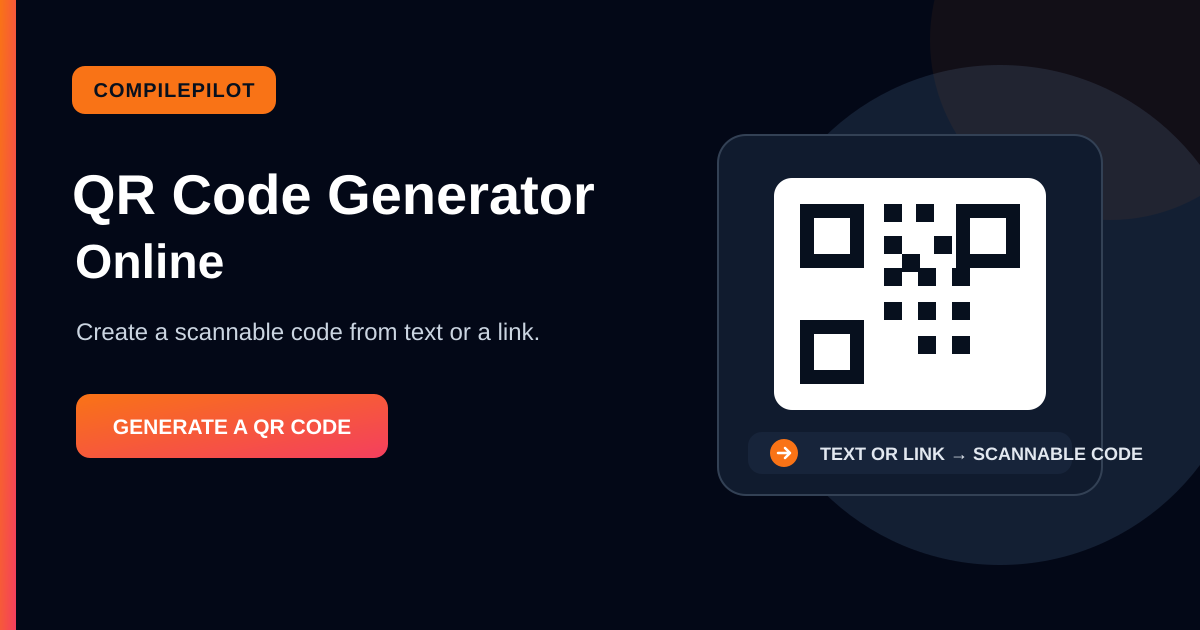 COMPILEPILOT
QR Code Generator
Online
Create a scannable code from text or a link.
GENERATE A QR CODE
TEXT OR LINK → SCANNABLE CODE